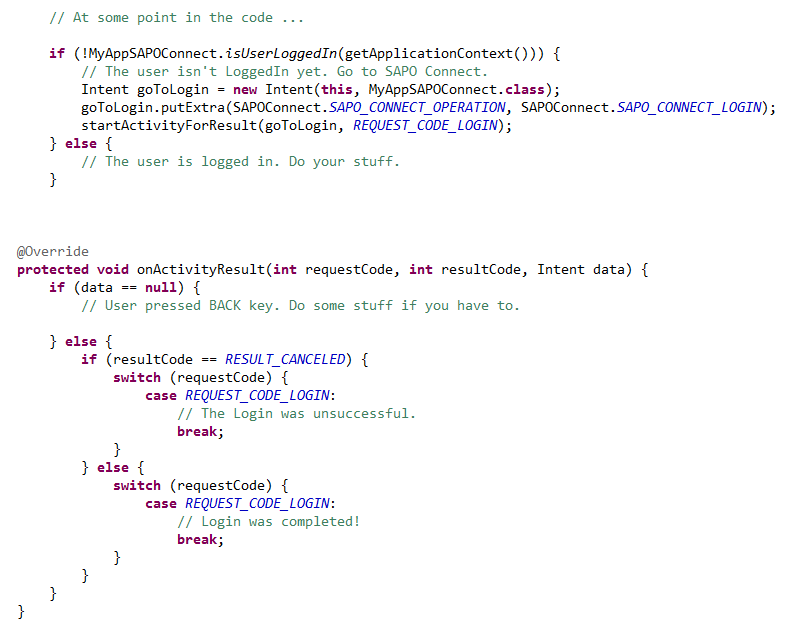 // At some point in the code ...
if (!MyAppSAPOConnect.isUserLoggedIn(getApplicationContext())) {
// The user isn't LoggedIn yet. Go to SAPO Connect.
Intent goToLogin = new Intent(this, MyAppSAPOConnect.class);
goToLogin.putExtra(SAPOConnect.SAPO_CONNECT_OPERATION, SAPOConnect.SAPO_CONNECT_LOGIN);
startActivityForResult(goToLogin, REQUEST_CODE_LOGIN);
} else {
// The user is logged in. Do your stuff.
}
@Override
protected void onActivityResult(int requestCode, int resultCode, Intent data) {
if (data == null) {
// User pressed BACK key. Do some stuff if you have to.
} else {
if (resultCode == RESULT_CANCELED) {
switch (requestCode) {
case REQUEST_CODE_LOGIN:
// The Login was unsuccessful.
break;
}
} else {
switch (requestCode) {
case REQUEST_CODE_LOGIN:
// Login was completed!
break;
}
}
}
}